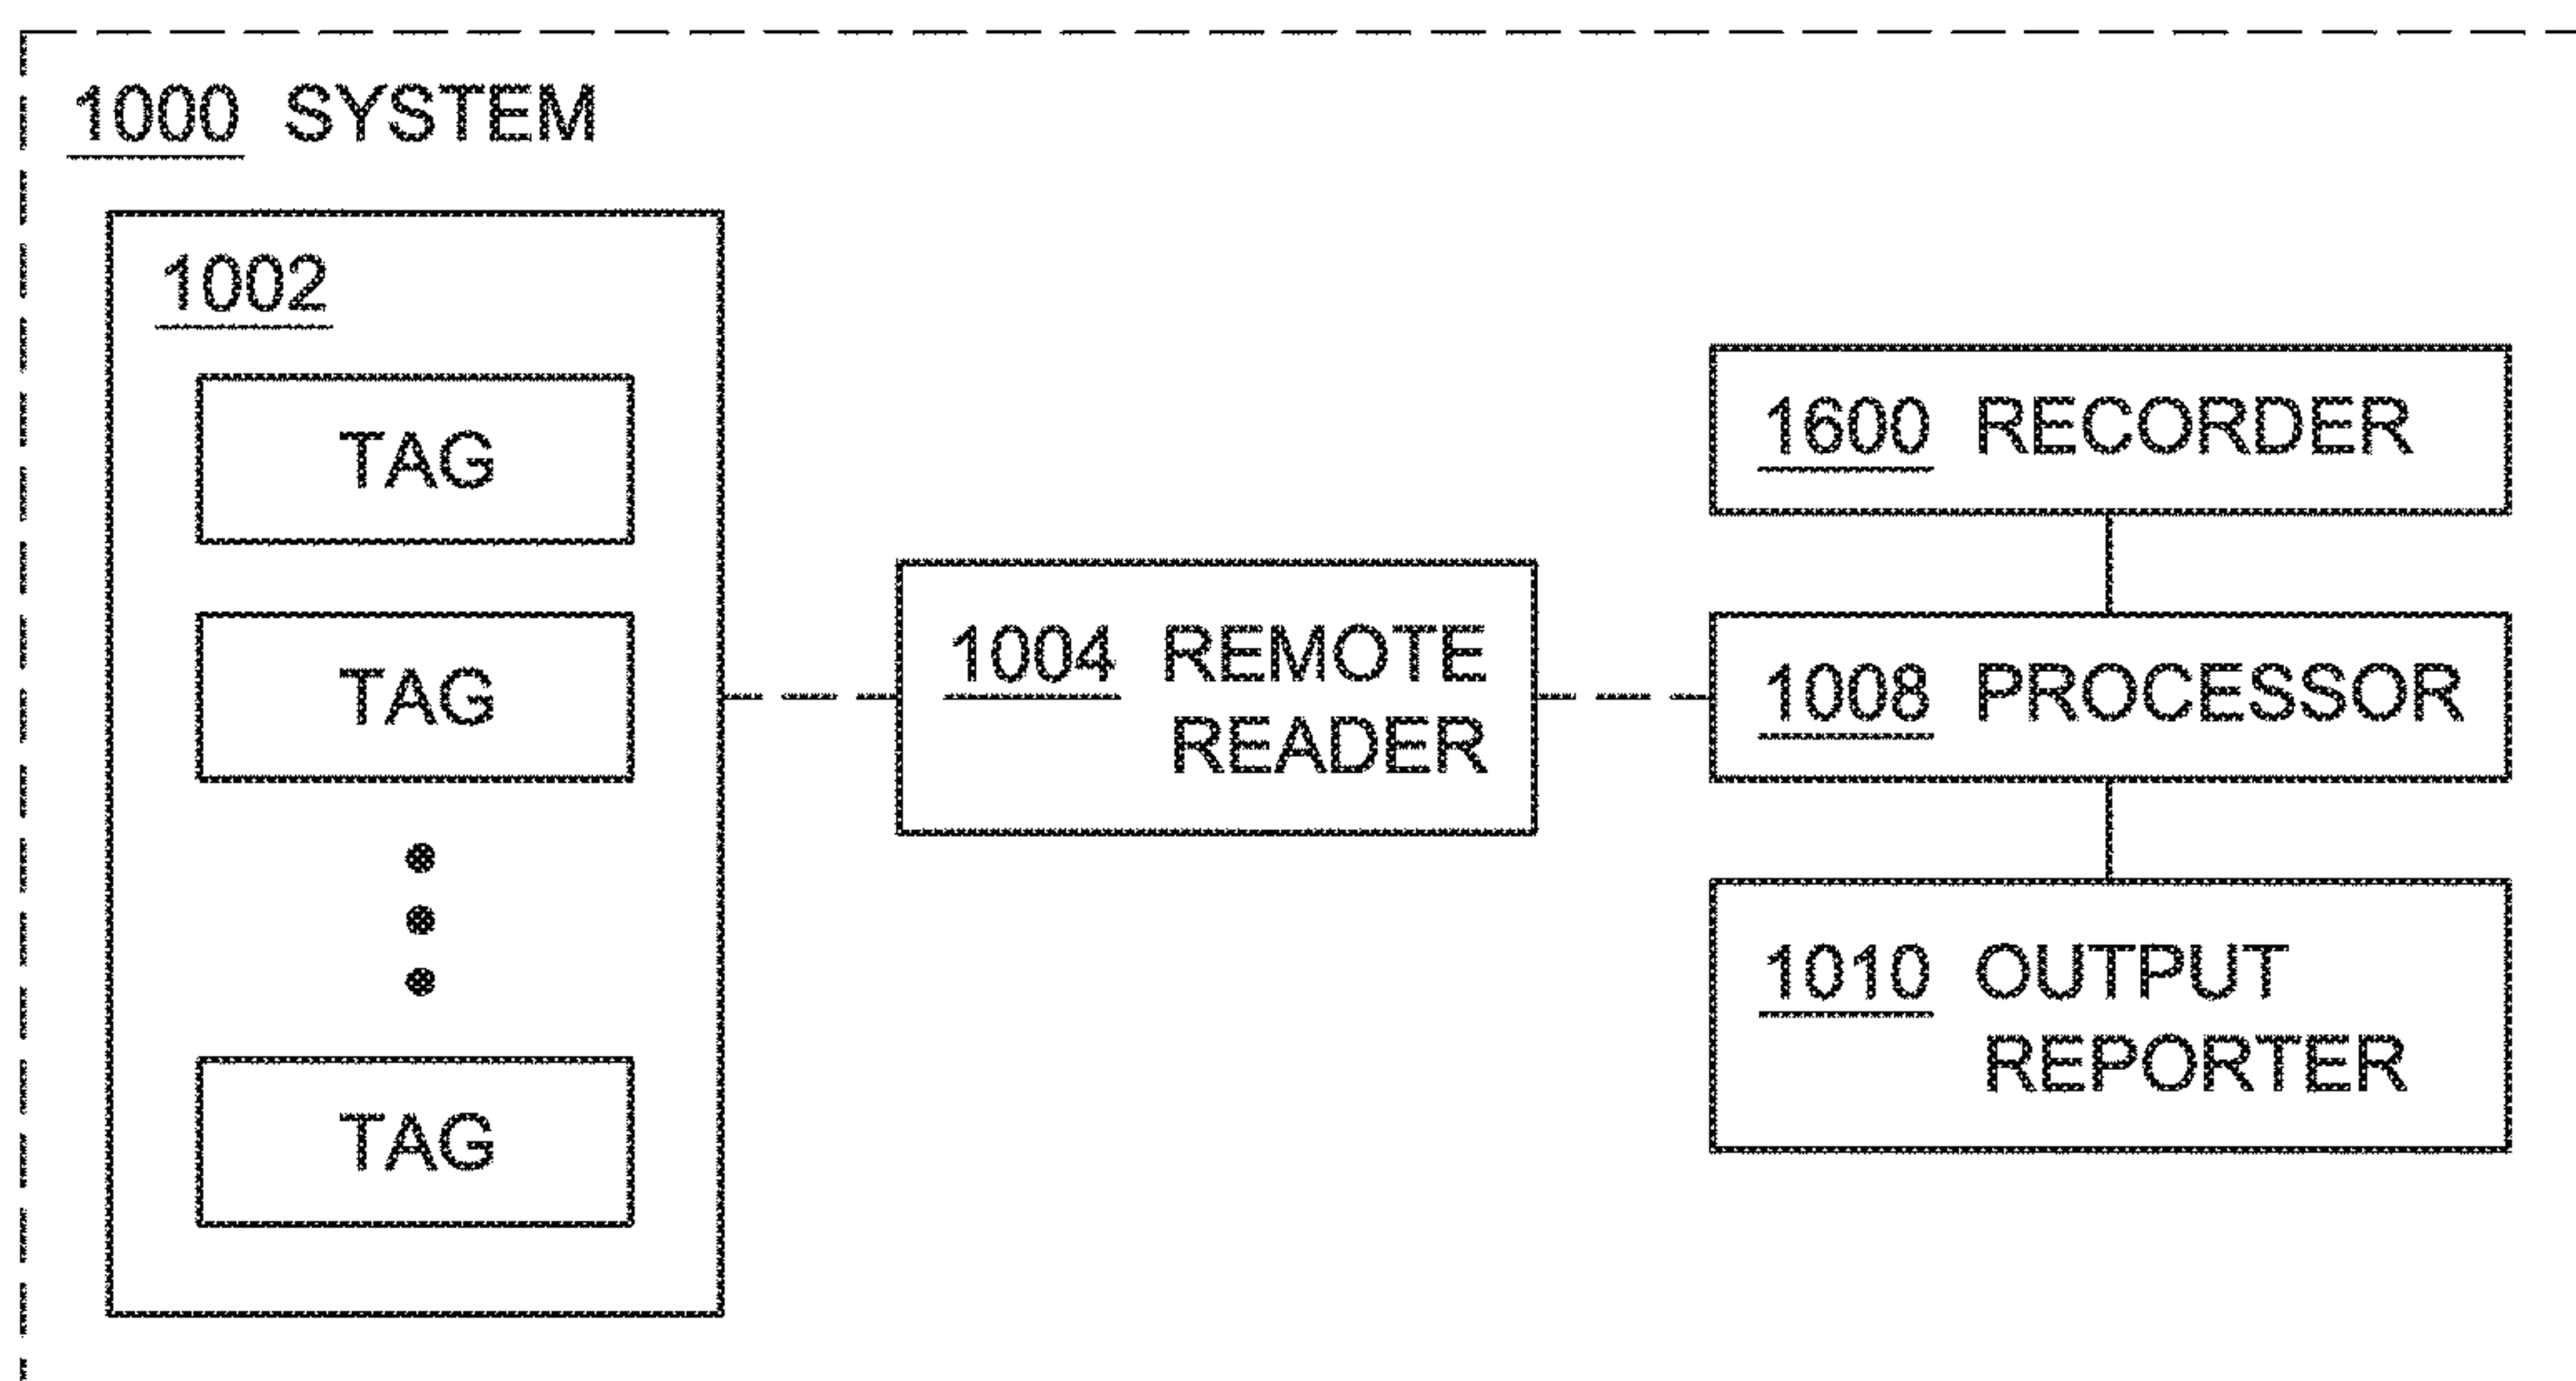 1000 SYSTEM
1002
TAG
TAG
TAG
1004 REMOTE
READER
1600 RECORDER
1008 PROCESSOR
1010 OUTPUT
REPORTER